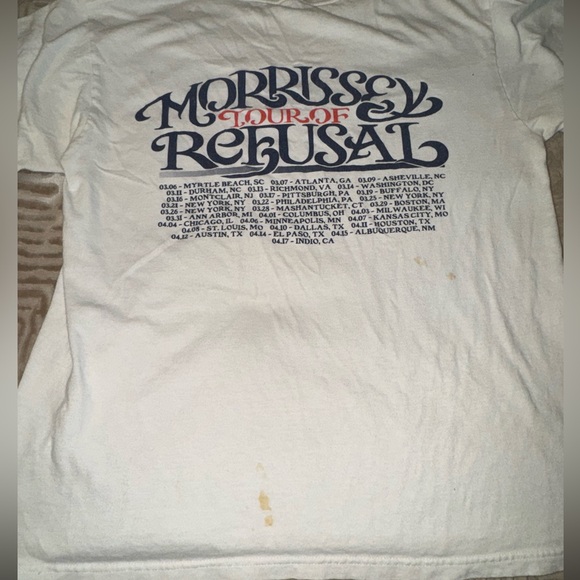 MORRISSEY
TOUR OF
REFUSAL
03.06 - MYRTLE BEACH, SC 03.07 - ATLANTA, GA 03.09 - ASHEVILLE, NC
03.11 - DURHAM, NC 03.13 - RICHMOND, VA 03.14 - WASHINGTON, DC
03.16 - MONTCLAIR, NJ 03.17 - PITTSBURGH, PA 03.19 - BUFFALO, NY
03.21 - NEW YORK, NY 03.22 - PHILADELPHIA, PA 03.25 - NEW YORK, NY
03.26 - NEW YORK, NY 03.28 - MASHANTUCKET, CT 03.29 - BOSTON, MA
03.31 - ANN ARBOR, MI 04.01 - COLUMBUS, OH 04.03 - MILWAUKEE, WI
04.04 - CHICAGO, IL 04.06 - MINNEAPOLIS, MN 04.07 - KANSAS CITY, MO
04.08 - ST. LOUIS, MO 04.10 - DALLAS, TX 04.11 - HOUSTON, TX
04.12 - AUSTIN, TX 04.14 - EL PASO, TX 04.15 - ALBUQUERQUE, NM
04.17 - INDIO, CA